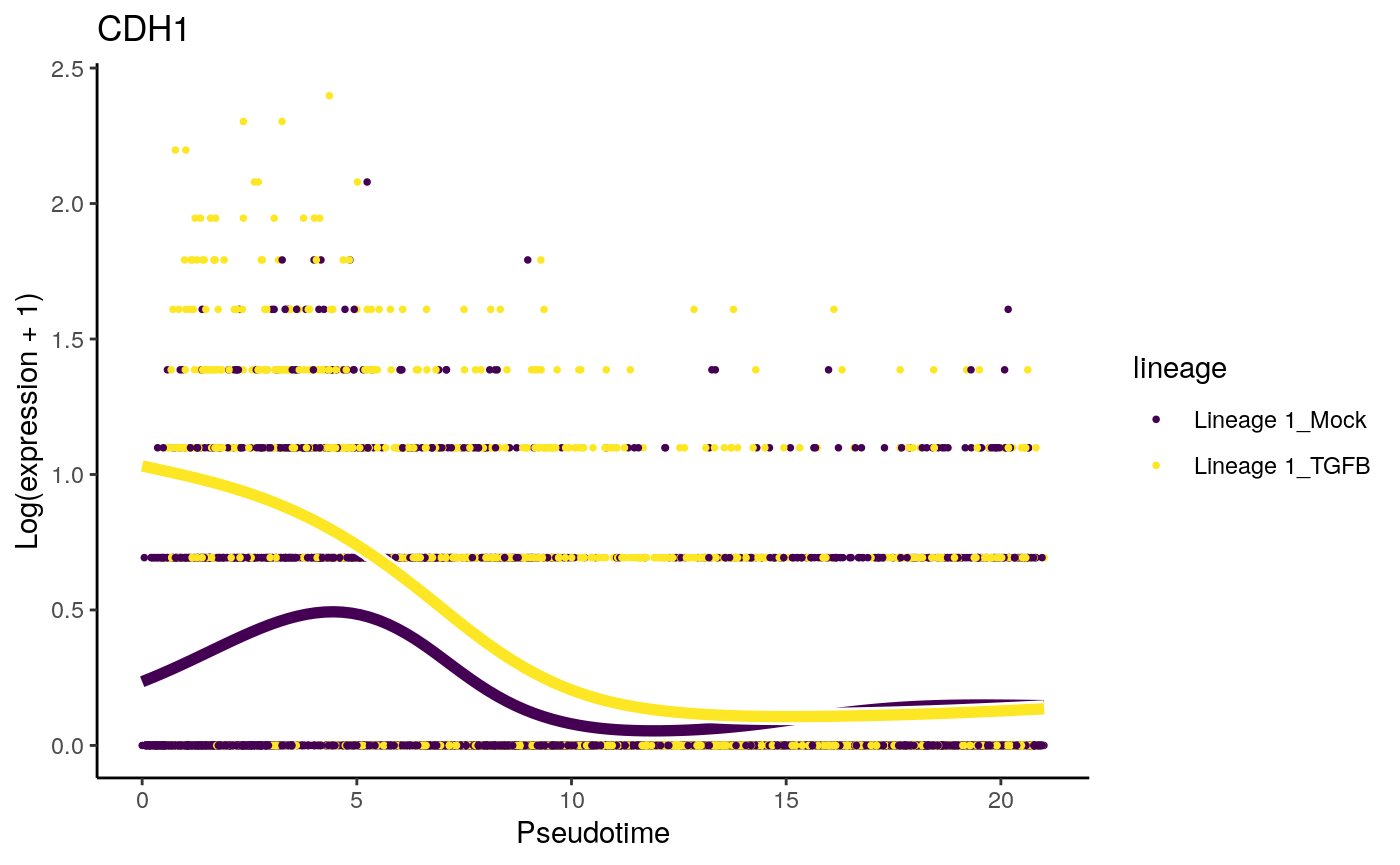 CDH1
2.5
2.0
1.5
1.0
0.5
0.0
Log(expression + 1)
0 5 10 15 20
Pseudotime
lineage
Lineage 1_Mock
Lineage 1_TGFB